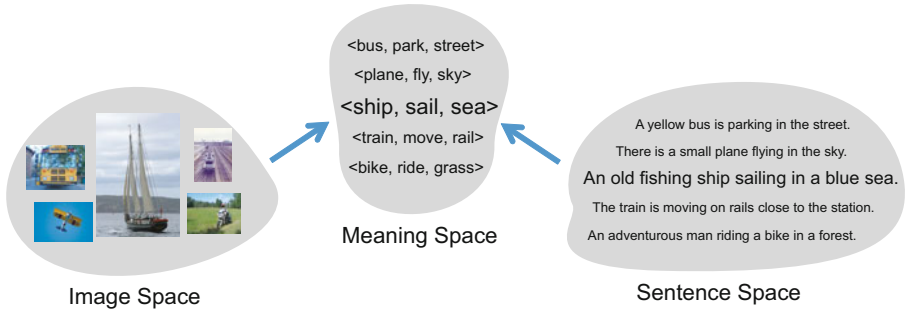 <bus, park, street>
<plane, fly, sky>
<ship, sail, sea>
<train, move, rail>
<bike, ride, grass>
Meaning Space
Image Space
A yellow bus is parking in the street.
There is a small plane flying in the sky.
An old fishing ship sailing in a blue sea.
The train is moving on rails close to the station.
An adventurous man riding a bike in a forest.
Sentence Space